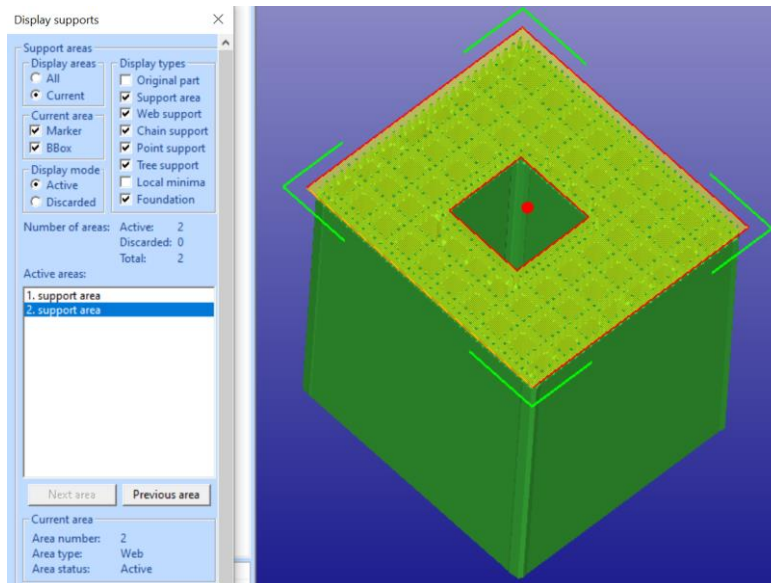 Display supports
Support areas
Display areas
All
Current
Current area
Marker
BBox
Display mode
Active
Discarded
Display types
Original part
Support area
Web support
Chain support
Point support
Tree support
Local minima
Foundation
Number of areas: Active: 2
Discarded: 0
Total: 2
Active areas:
1. support area
2. support area
Next area Previous area
Current area
Area number: 2
Area type: Web
Area status: Active